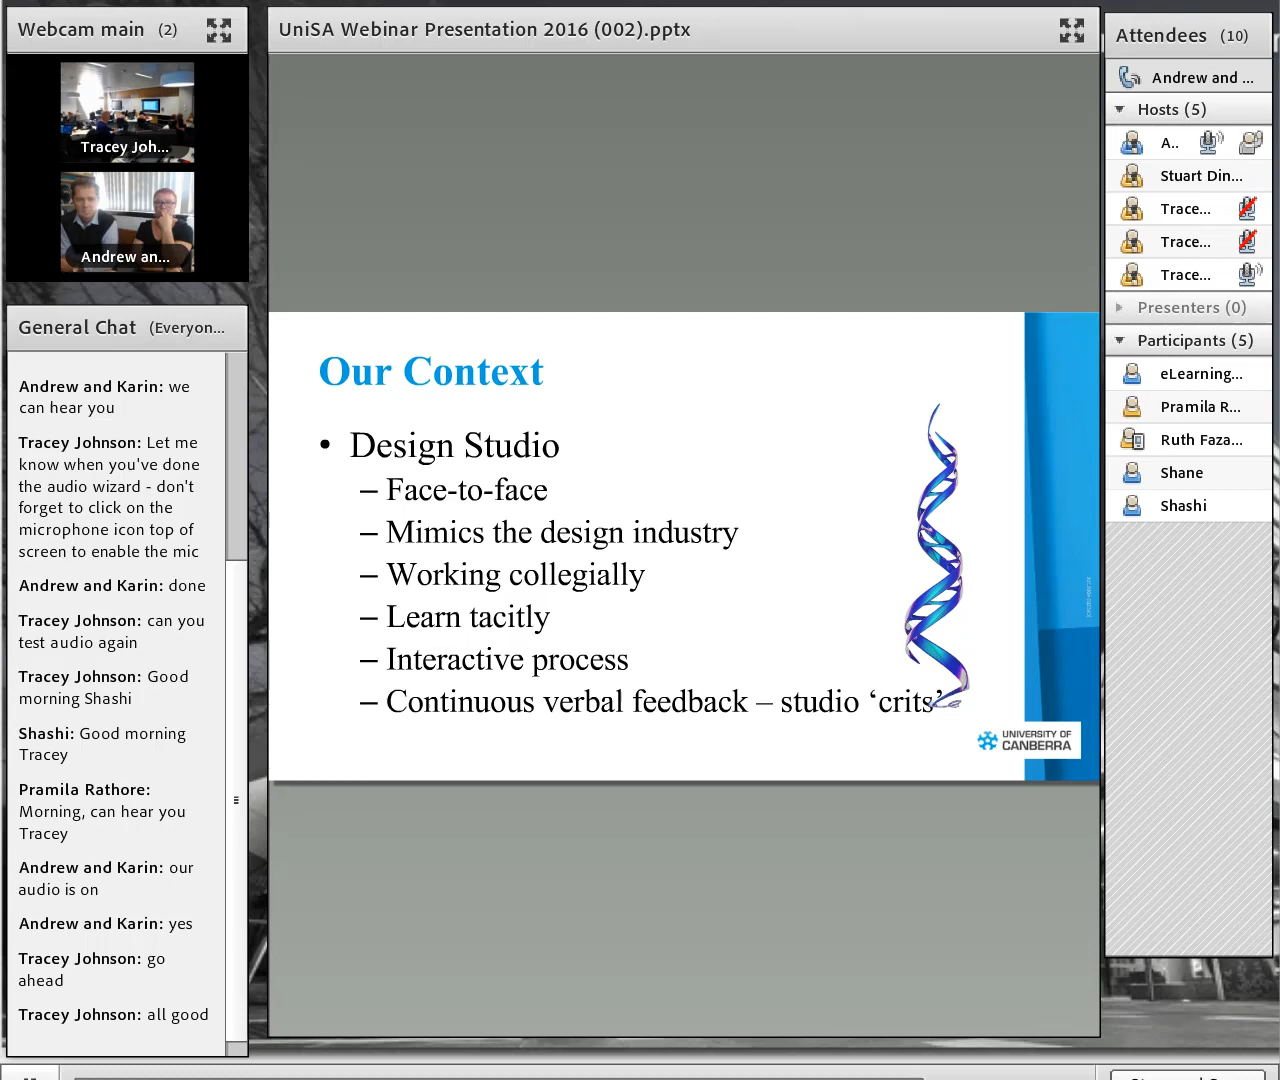 Webcam main (2)
Tracey Joh...
Andrew an...
General Chat (Everyon...
Andrew and Karin: we
can hear you
Tracey Johnson: Let me
know when you've done
the audio wizard - don't
forget to click on the
microphone icon top of
screen to enable the mic
Andrew and Karin: done
Tracey Johnson: can you
test audio again
Tracey Johnson: Good
morning Shashi
Shashi: Good morning
Tracey
Pramila Rathore:
Morning, can hear you
Tracey
Andrew and Karin: our
audio is on
Andrew and Karin: yes
Tracey Johnson: go
ahead
Tracey Johnson: all good
UniSA Webinar Presentation 2016 (002).pptx
Our Context
• Design Studio
– Face-to-face
– Mimics the design industry
– Working collegially
– Learn tacitly
– Interactive process
– Continuous verbal feedback – studio ‘crits’
UNIVERSITY OF
CANBERRA
Attendees (10)
Andrew and ...
Hosts (5)
A..
Stuart Din...
Trace...
Trace...
Trace...
Presenters (0)
Participants (5)
eLearning...
Pramila R...
Ruth Faza...
Shane
Shashi